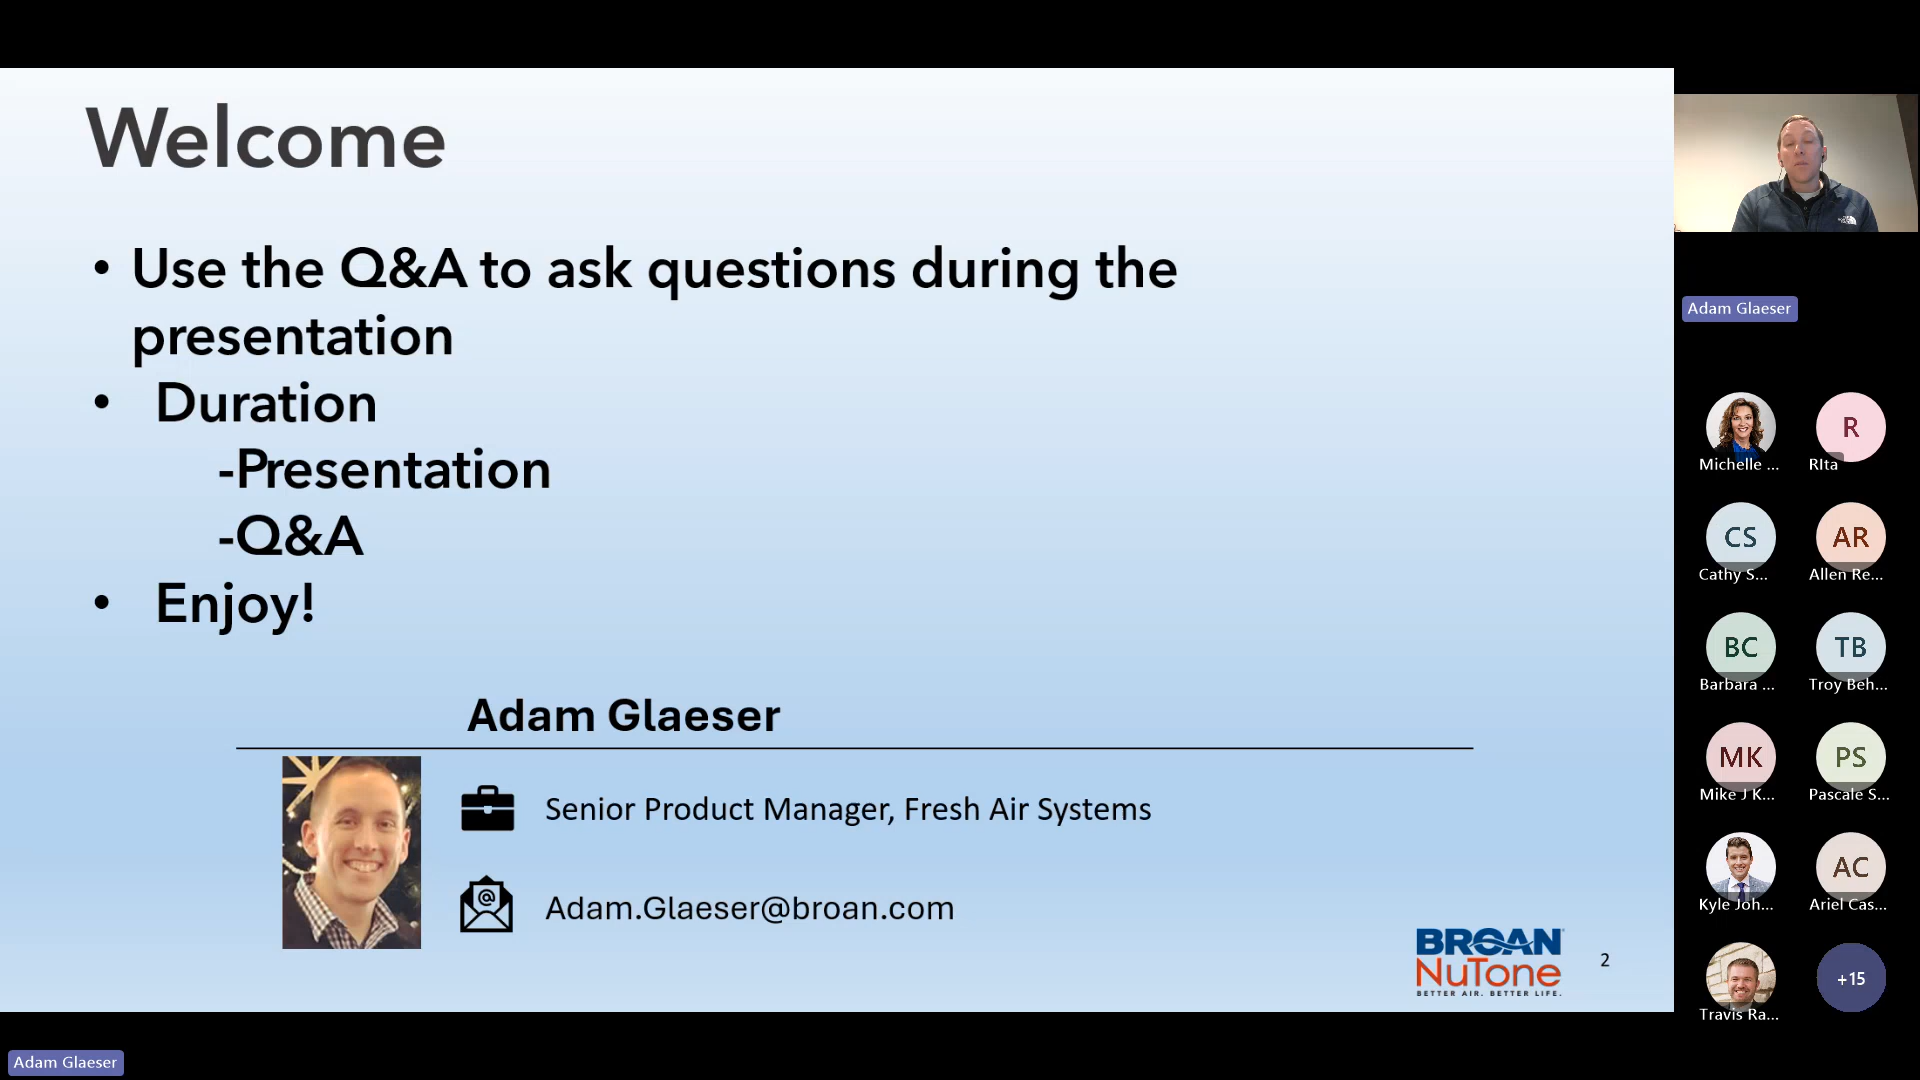 Welcome
• Use the Q&A to ask questions during the
presentation
• Duration
-Presentation
-Q&A
• Enjoy!
Adam Glaeser
Senior Product Manager, Fresh Air Systems
Adam.Glaeser@broan.com
BROAN
NuTone
BETTER AIR. BETTER LIFE.
2
Adam Glaeser
THE NORTH FACE
Adam Glaeser
Michelle ...
R
RIta
CS
Cathy S...
AR
Allen Re...
BC
Barbara ...
TB
Troy Beh...
MK
Mike J K...
PS
Pascale S...
Kyle Joh...
AC
Ariel Cas...
Travis Ra...
+15